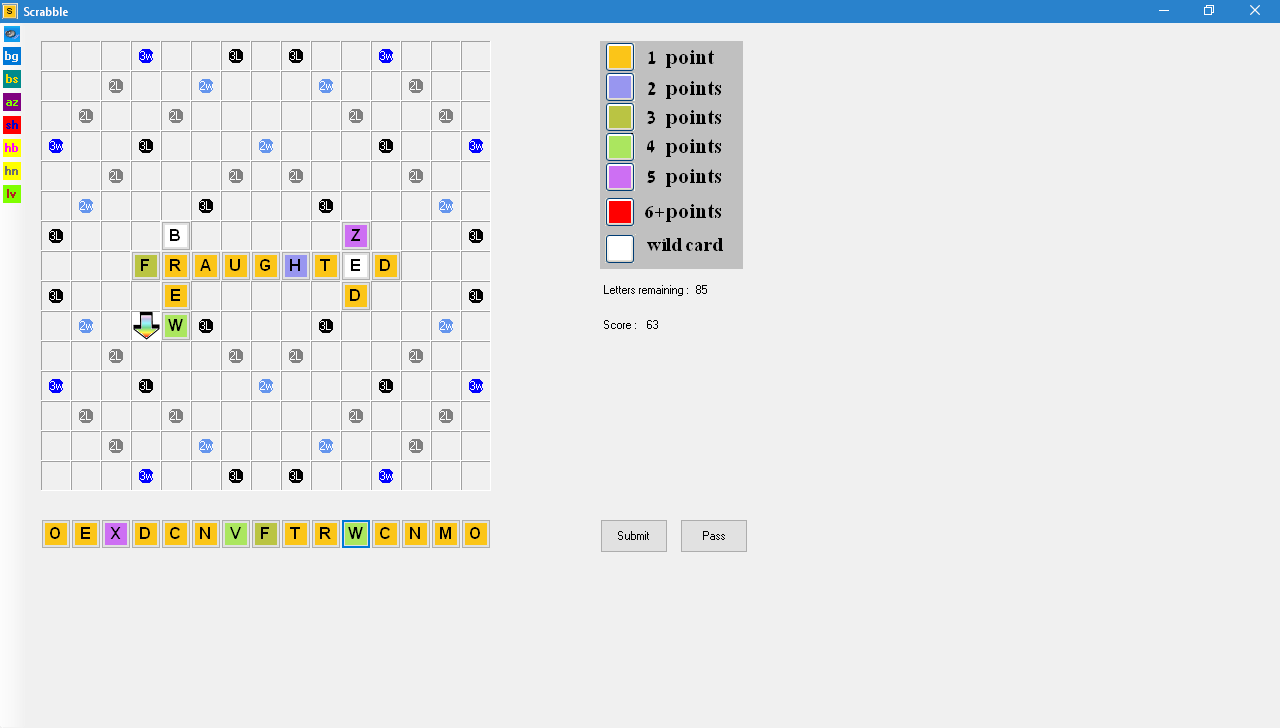 S Scrabble
bg
bs
az
sh
hb
hn
lv
3W 3L 3L 3W
2L 2W 2W 2L
2L 2L 2L 2L
3W 3L 2W 3L 3W
2L 2L 2L 2L
2W 3L 3L 2W
3L B Z 3L
F R A U G H T E D
3L E D 3L
2W W 3L 3L 2W
2L 2L 2L 2L
3W 3L 2W 3L 3W
2L 2L 2L 2L
2L 2W 2W 2L
3W 3L 3L 3W
O E X D C N V F T R W C N M O
1 point
2 points
3 points
4 points
5 points
6+points
wild card
Letters remaining : 85
Score : 63
Submit Pass